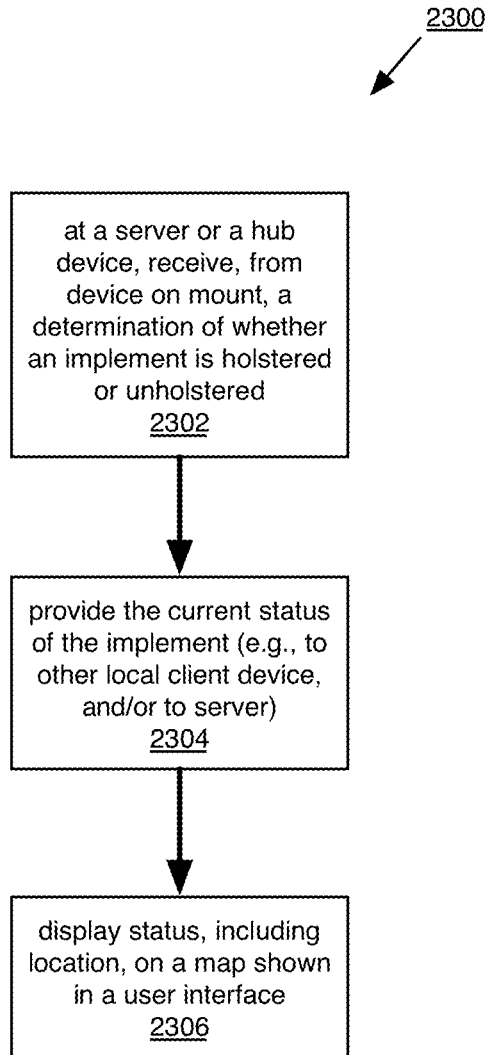 2300
at a server or a hub
device, receive, from
device on mount, a
determination of whether
an implement is holstered
or unholstered
2302
provide the current status
of the implement (e.g., to
other local client device,
and/or to server)
2304
display status, including
location, on a map shown
in a user interface
2306